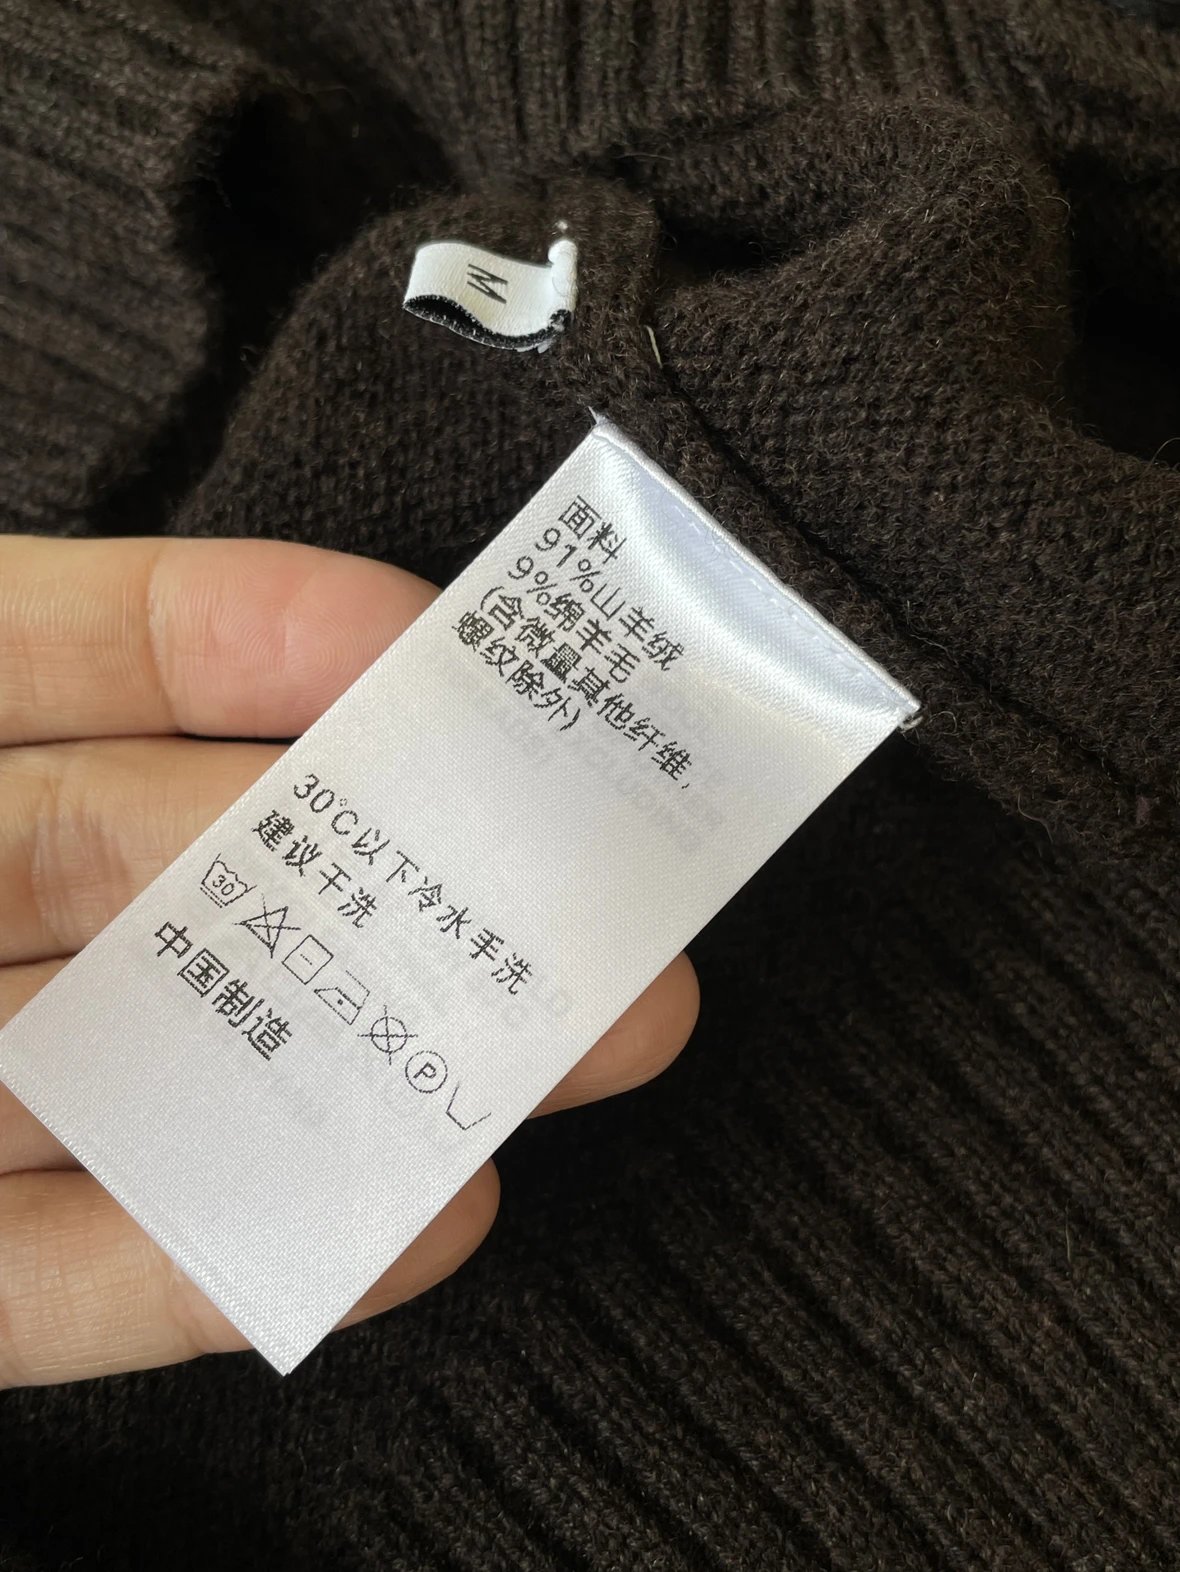 M
面料
91%山羊绒
9%绵羊毛
(含微量其他纤维,
螺纹除外)
30℃以下冷水手洗
建议干洗
30
P
中国制造